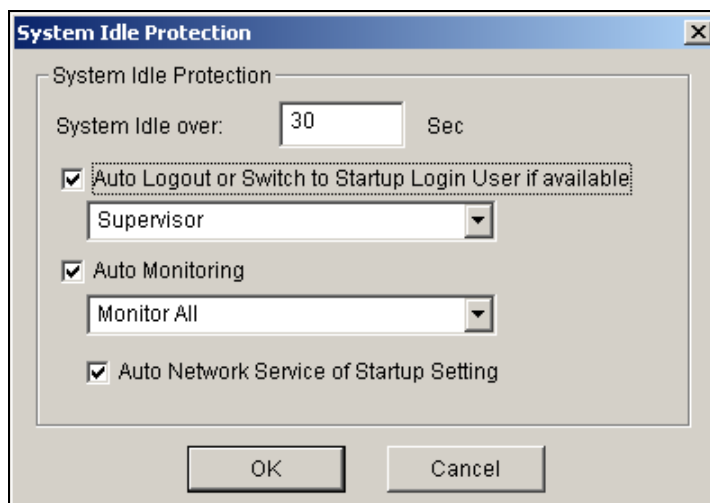 System Idle Protection
System Idle Protection
System Idle over: 30 Sec
Auto Logout or Switch to Startup Login User if available
Supervisor
Auto Monitoring
Monitor All
Auto Network Service of Startup Setting
OK Cancel